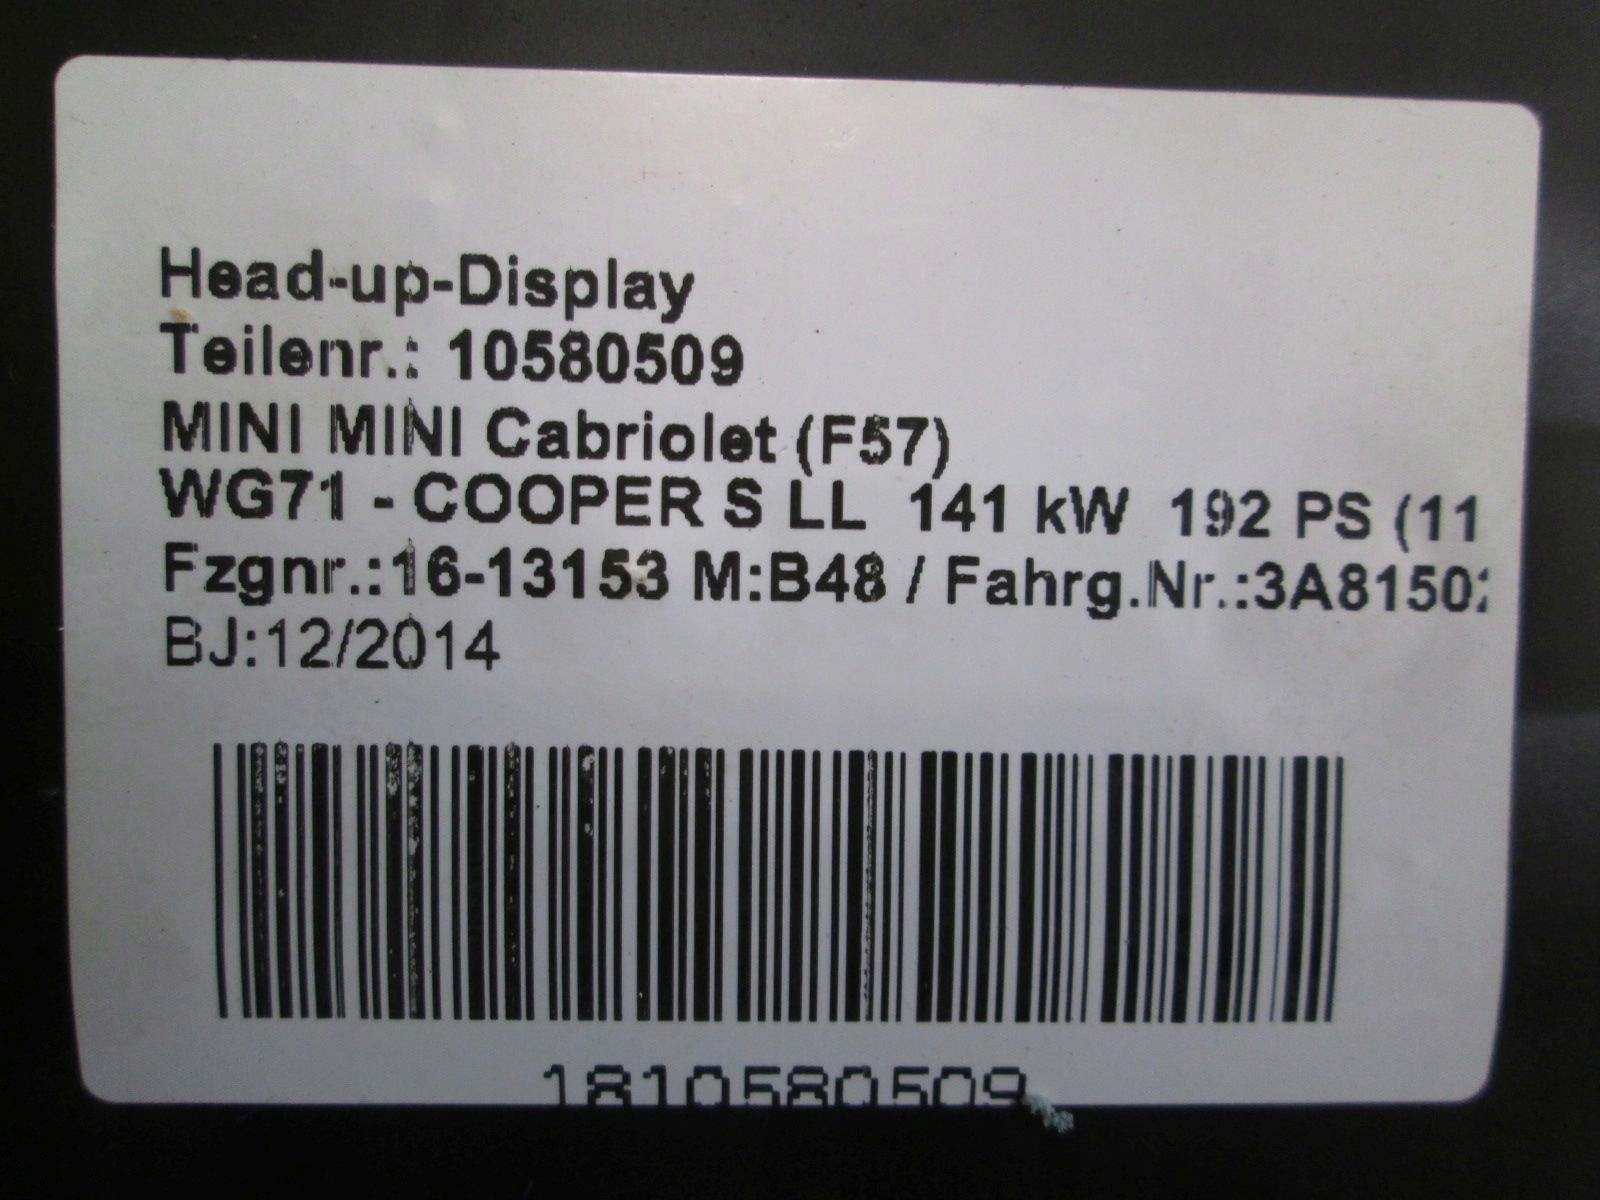 Head-up-Display
Teilenr.: 10580509
MINI MINI Cabriolet (F57)
WG71 - COOPER S LL 141 kW 192 PS (11
Fzgnr.:16-13153 M:B48 / Fahrg.Nr.:3A81502
BJ:12/2014
1810580509